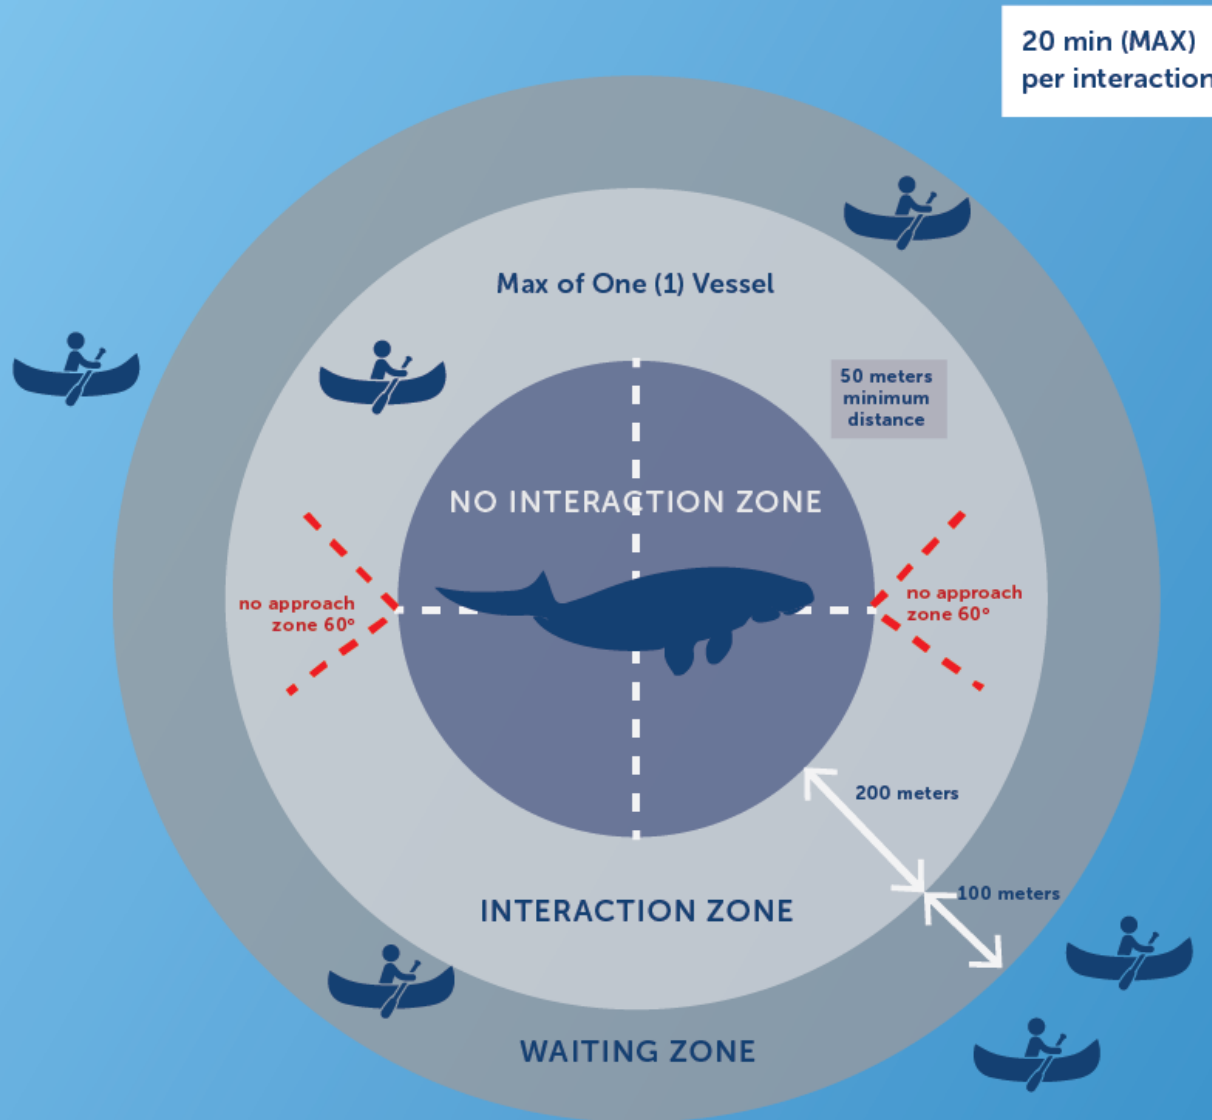 20 min (MAX)
per interaction
Max of One (1) Vessel
50 meters
minimum
distance
NO INTERACTION ZONE
no approach
zone 60°
no approach
zone 60°
200 meters
100 meters
INTERACTION ZONE
WAITING ZONE